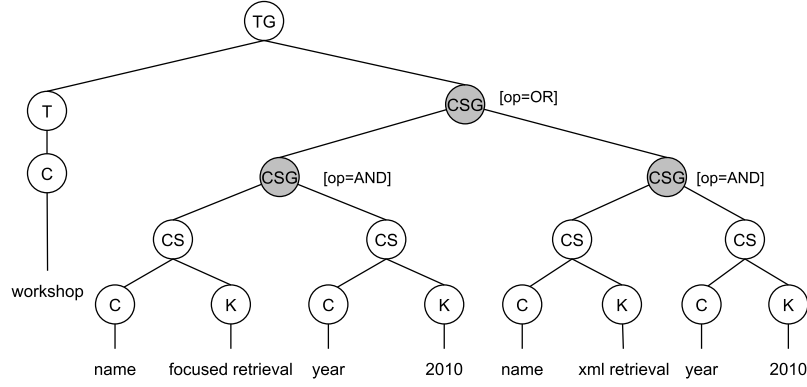 TG
CSG [op=OR]
T
C
CSG [op=AND] CSG [op=AND]
CS CS CS CS
workshop
C K C K C K C K
name focused retrieval year 2010 name xml retrieval year 2010